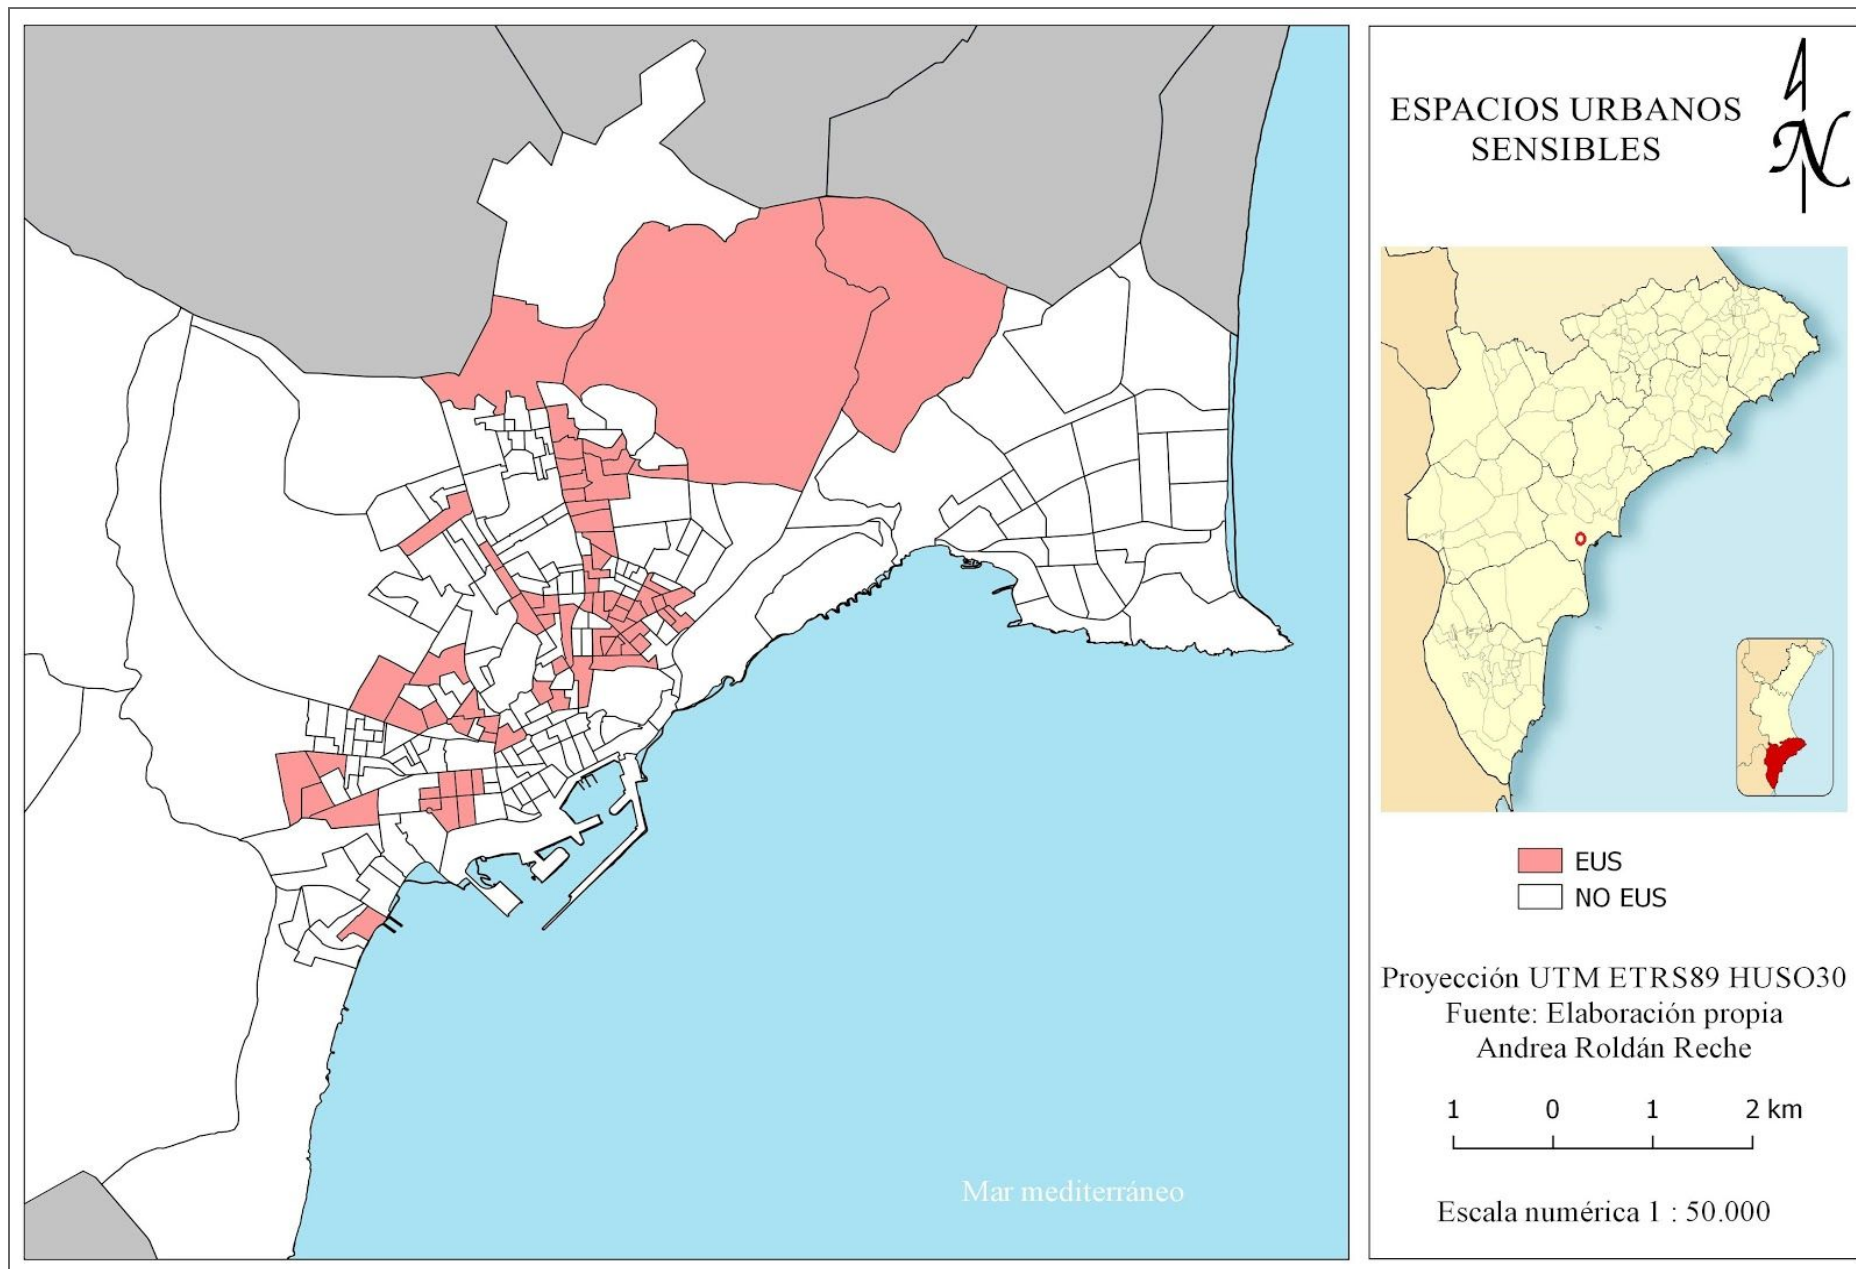 ESPACIOS URBANOS
SENSIBLES
N
EUS
NO EUS
Proyección UTM ETRS89 HUSO30
Fuente: Elaboración propia
Andrea Roldán Reche
1 0 1 2 km
Escala numérica 1 : 50.000
Mar mediterráneo